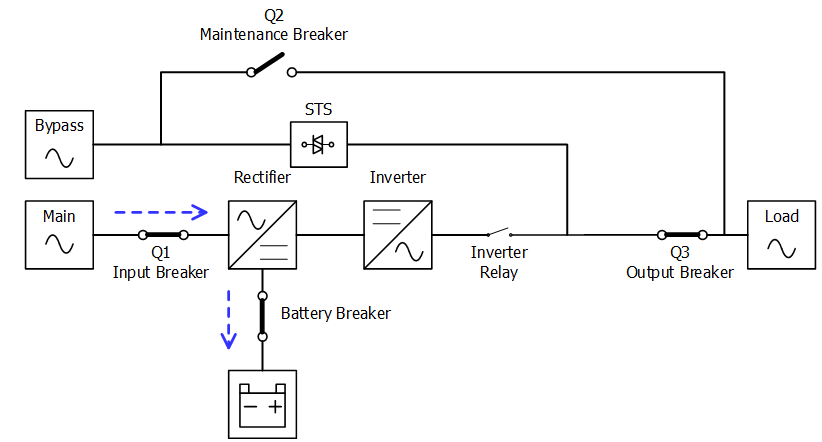 Q2
Maintenance Breaker
STS
Bypass
Rectifier
Inverter
Main
Load
Q1
Input Breaker
Inverter
Relay
Q3
Output Breaker
Battery Breaker